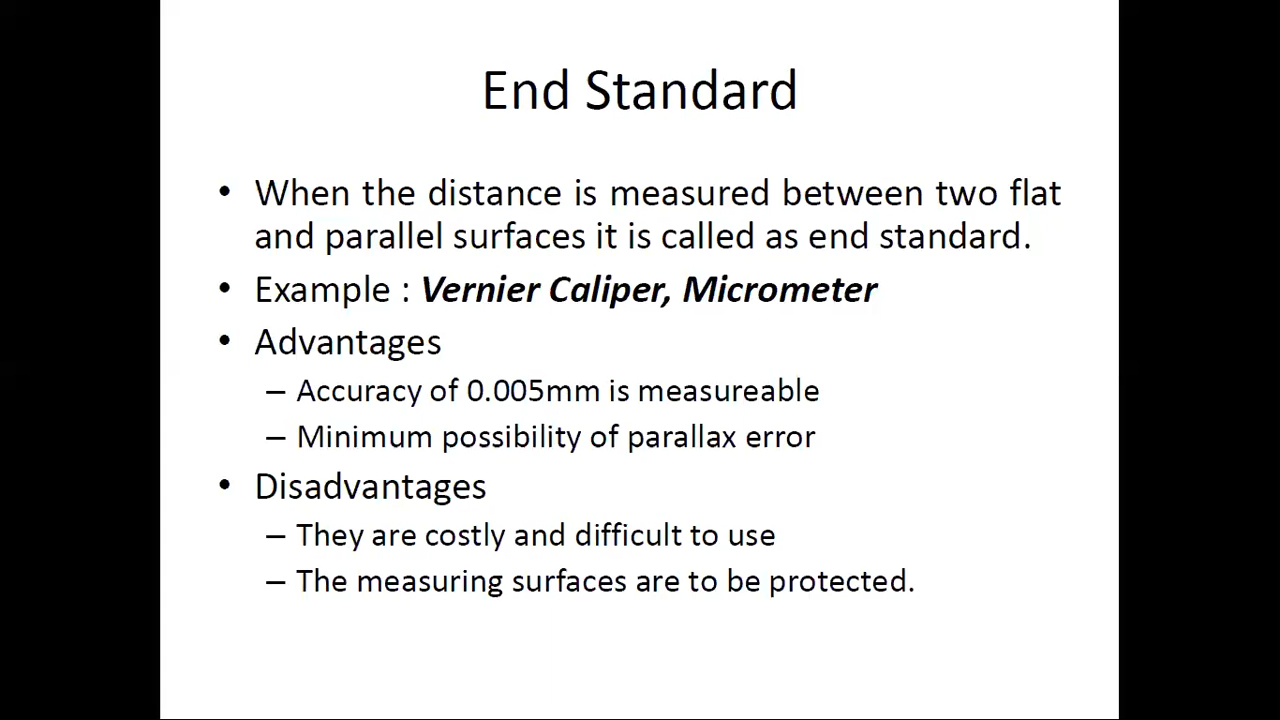 End Standard
• When the distance is measured between two flat
and parallel surfaces it is called as end standard.
• Example : Vernier Caliper, Micrometer
• Advantages
– Accuracy of 0.005mm is measureable
– Minimum possibility of parallax error
• Disadvantages
– They are costly and difficult to use
– The measuring surfaces are to be protected.